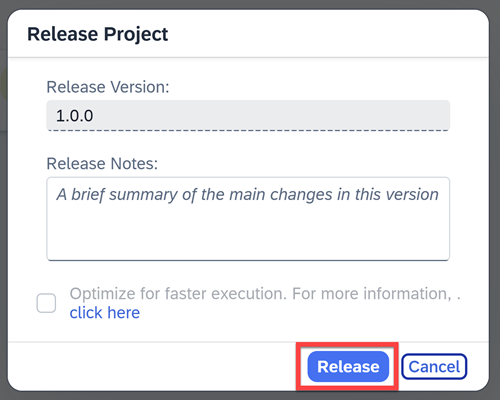 Release Project
Release Version:
1.0.0
Release Notes:
A brief summary of the main changes in this version
Optimize for faster execution. For more information, .
click here
Release Cancel